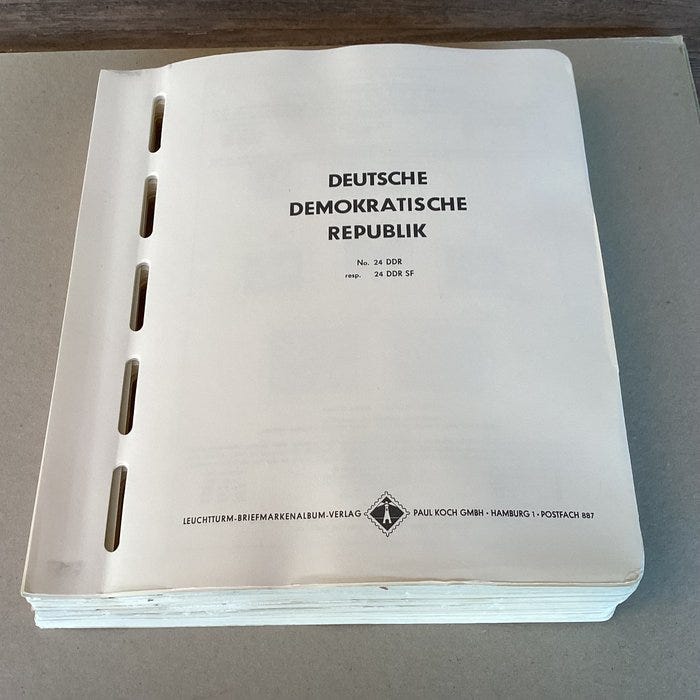 DEUTSCHE
DEMOKRATISCHE
REPUBLIK
No. 24 DDR
resp. 24 DDR SF
LEUCHTTURM-BRIEFMARKENALBUM-VERLAG PAUL KOCH GMBH • HAMBURG 1 • POSTFACH 887